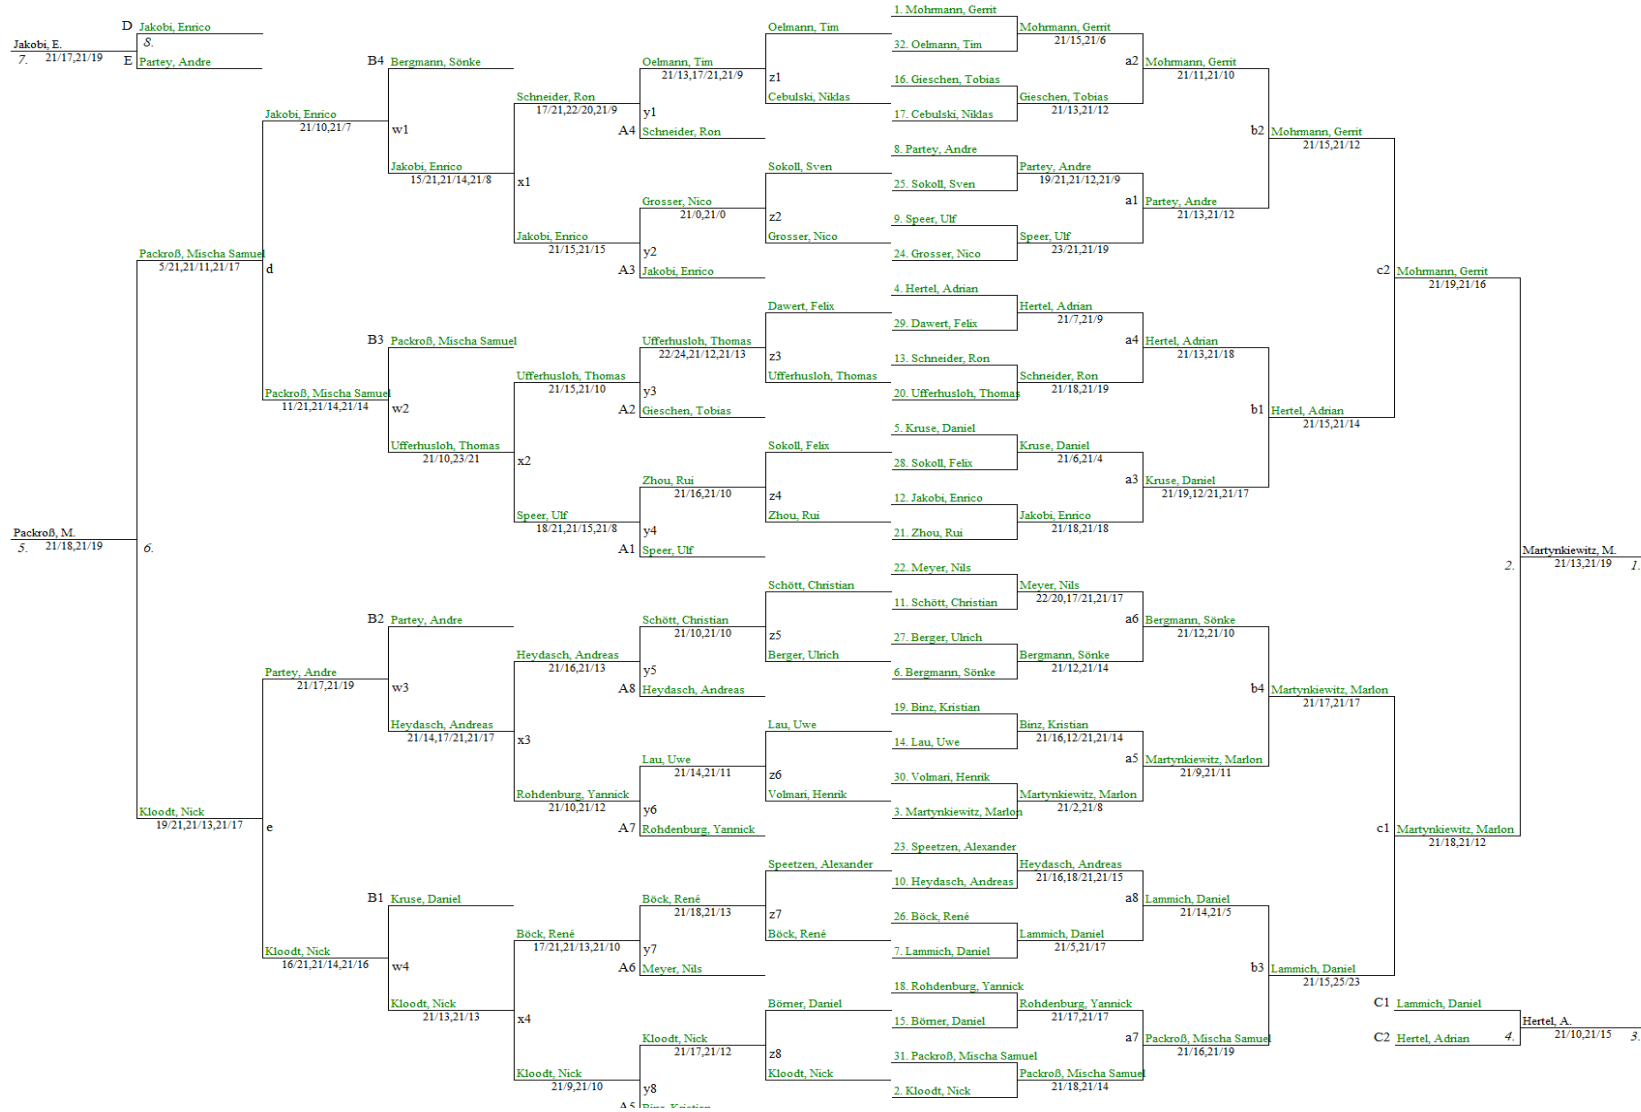 1. Mohrmann, Gerrit
D Jakobi, Enrico
Oelmann, Tim
Mohrmann, Gerrit
8.
21/15,21/6
Jakobi, E.
32. Oelmann, Tim
7. 21/17,21/19
E Partey, Andre
B4 Bergmann, Sönke
Oelmann, Tim
a2 Mohrmann, Gerrit
21/13,17/21,21/9
z1
16. Gieschen, Tobias
21/11,21/10
Schneider, Ron
Cebulski, Niklas
Gieschen, Tobias
17/21,22/20,21/9
y1
17. Cebulski, Niklas
21/13,21/12
Jakobi, Enrico
21/10,21/7
w1
A4 Schneider, Ron
b2 Mohrmann, Gerrit
21/15,21/12
8. Partey, Andre
Jakobi, Enrico
Sokoll, Sven
Partey, Andre
15/21,21/14,21/8
x1
25. Sokoll, Sven
19/21,21/12,21/9
Grosser, Nico
a1 Partey, Andre
21/0,21/0
z2
9. Speer, Ulf
21/13,21/12
Jakobi, Enrico
Grosser, Nico
Speer, Ulf
21/15,21/15
y2
24. Grosser, Nico
23/21,21/19
Packroß, Mischa Samuel
5/21,21/11,21/17
d
A3 Jakobi, Enrico
c2 Mohrmann, Gerrit
21/19,21/16
4. Hertel, Adrian
Dawert, Felix
Hertel, Adrian
29. Dawert, Felix
21/7,21/9
B3 Packroß, Mischa Samuel
Ufferhusloh, Thomas
a4 Hertel, Adrian
22/24,21/12,21/13
z3
13. Schneider, Ron
21/13,21/18
Ufferhusloh, Thomas
Ufferhusloh, Thomas
Schneider, Ron
21/15,21/10
y3
20. Ufferhusloh, Thomas
21/18,21/19
Packroß, Mischa Samuel
11/21,21/14,21/14
w2
A2 Gieschen, Tobias
b1 Hertel, Adrian
21/15,21/14
5. Kruse, Daniel
Ufferhusloh, Thomas
Sokoll, Felix
Kruse, Daniel
21/10,23/21
x2
28. Sokoll, Felix
21/6,21/4
Zhou, Rui
a3 Kruse, Daniel
21/16,21/10
z4
12. Jakobi, Enrico
21/19,12/21,21/17
Speer, Ulf
Zhou, Rui
Jakobi, Enrico
18/21,21/15,21/8
y4
21. Zhou, Rui
21/18,21/18
Packroß, M.
5. 21/18,21/19
6.
A1 Speer, Ulf
Martynkiewitz, M.
2. 21/13,21/19 1.
22. Meyer, Nils
Schött, Christian
Meyer, Nils
11. Schött, Christian
22/20,17/21,21/17
B2 Partey, Andre
Schött, Christian
a6 Bergmann, Sönke
21/10,21/10
z5
27. Berger, Ulrich
21/12,21/10
Heydasch, Andreas
Berger, Ulrich
Bergmann, Sönke
21/16,21/13
y5
6. Bergmann, Sönke
21/12,21/14
Partey, Andre
21/17,21/19
w3
A8 Heydasch, Andreas
b4 Martynkiewitz, Marlon
21/17,21/17
19. Binz, Kristian
Heydasch, Andreas
Lau, Uwe
Binz, Kristian
21/14,17/21,21/17
x3
14. Lau, Uwe
21/16,12/21,21/14
Lau, Uwe
a5 Martynkiewitz, Marlon
21/14,21/11
z6
30. Volmari, Henrik
21/9,21/11
Rohdenburg, Yannick
Volmari, Henrik
Martynkiewitz, Marlon
21/10,21/12
y6
3. Martynkiewitz, Marlon
21/2,21/8
Kloodt, Nick
19/21,21/13,21/17
e
A7 Rohdenburg, Yannick
c1 Martynkiewitz, Marlon
21/18,21/12
23. Speetzen, Alexander
Speetzen, Alexander
Heydasch, Andreas
10. Heydasch, Andreas
21/16,18/21,21/15
B1 Kruse, Daniel
Böck, René
a8 Lammich, Daniel
21/18,21/13
z7
26. Böck, René
21/14,21/5
Böck, René
Böck, René
Lammich, Daniel
17/21,21/13,21/10
y7
7. Lammich, Daniel
21/5,21/17
Kloodt, Nick
16/21,21/14,21/16
w4
A6 Meyer, Nils
b3 Lammich, Daniel
21/15,25/23
18. Rohdenburg, Yannick
Kloodt, Nick
Börner, Daniel
Rohdenburg, Yannick
C1 Lammich, Daniel
21/13,21/13
x4
15. Börner, Daniel
21/17,21/17
Hertel, A.
Kloodt, Nick
a7 Packroß, Mischa Samuel
C2 Hertel, Adrian
4. 21/10,21/15 3.
21/17,21/12
z8
31. Packroß, Mischa Samuel
21/16,21/19
Kloodt, Nick
Kloodt, Nick
Packroß, Mischa Samuel
21/9,21/10
y8
2. Kloodt, Nick
21/18,21/14
A5 Binz, Kristian